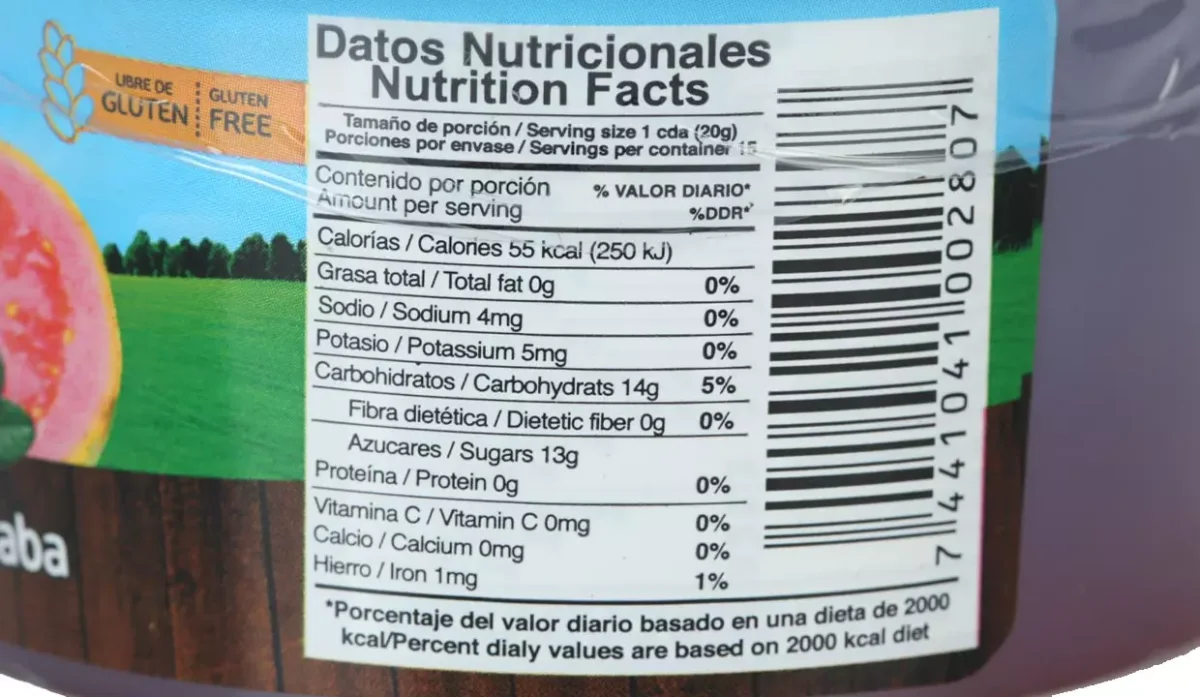 LIBRE DE
GLUTEN
GLUTEN
FREE
Datos Nutricionales
Nutrition Facts
Tamaño de porción / Serving size 1 cda (20g)
Porciones por envase / Servings per container 15
Contenido por porción
% VALOR DIARIO*
Amount per serving
%DDR*
Calorías / Calories 55 kcal (250 kJ)
Grasa total / Total fat 0g 0%
Sodio / Sodium 4mg 0%
Potasio / Potassium 5mg 0%
Carbohidratos / Carbohydrats 14g 5%
Fibra dietética / Dietetic fiber 0g 0%
Azucares / Sugars 13g
Proteína / Protein 0g 0%
Vitamina C / Vitamin C 0mg 0%
Calcio / Calcium 0mg 0%
Hierro / Iron 1mg 1%
*Porcentaje del valor diario basado en una dieta de 2000
kcal/Percent dialy values are based on 2000 kcal diet
7 441041 002807
aba